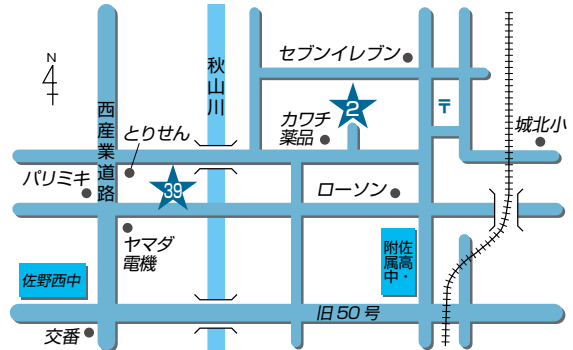 N
西産業道路
秋山川
セブンイレブン
2
〒
カワチ
薬品
とりせん
城北小
パリミキ
39
ローソン
ヤマダ
電機
佐野西中
佐高・
附属中
旧50号
交番